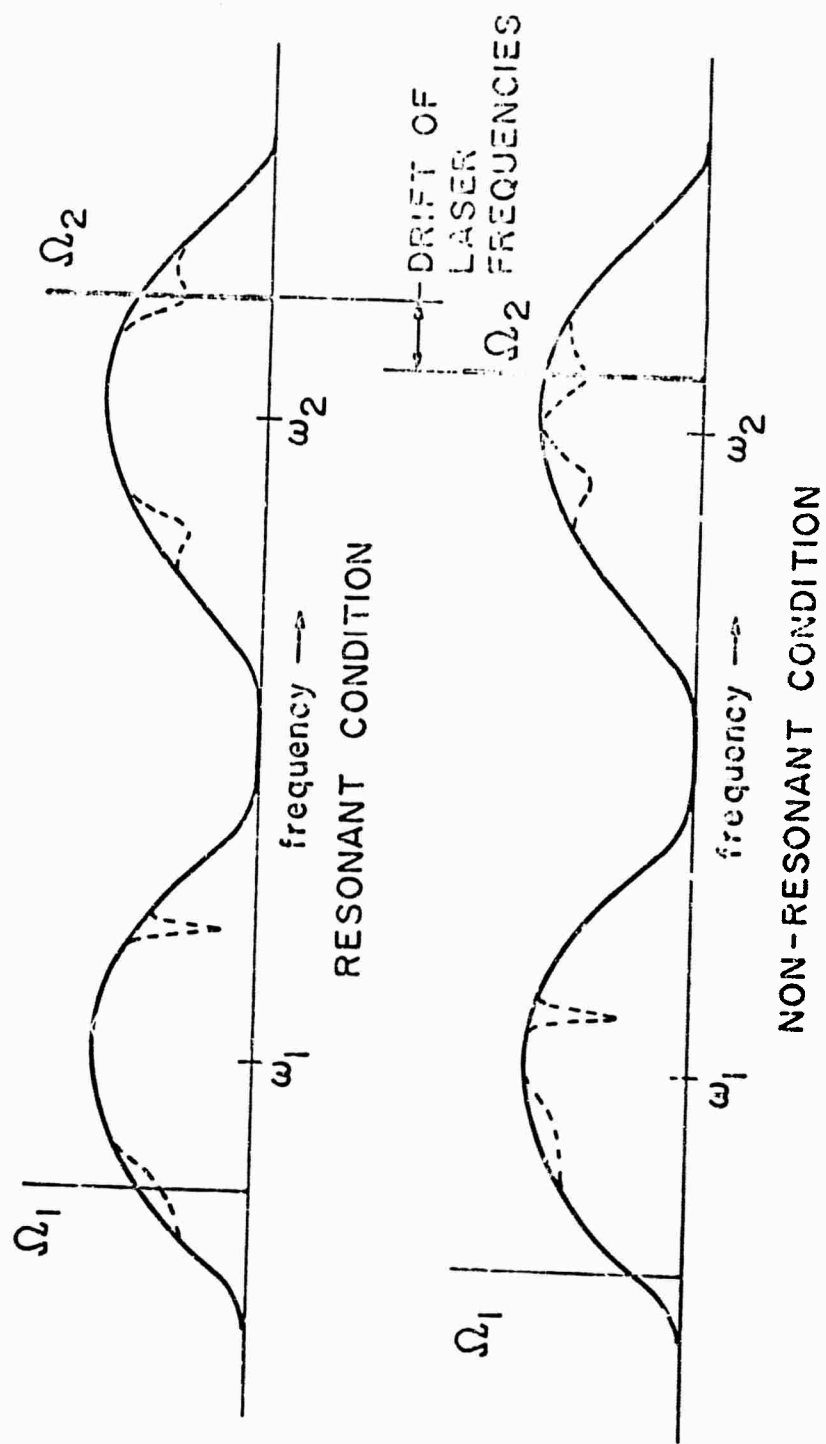 Ω₁
Ω₂
ω₁
ω₂
frequency →
RESONANT CONDITION
DRIFT OF
LASER
FREQUENCIES
Ω₁
Ω₂
ω₁
ω₂
frequency →
NON-RESONANT CONDITION